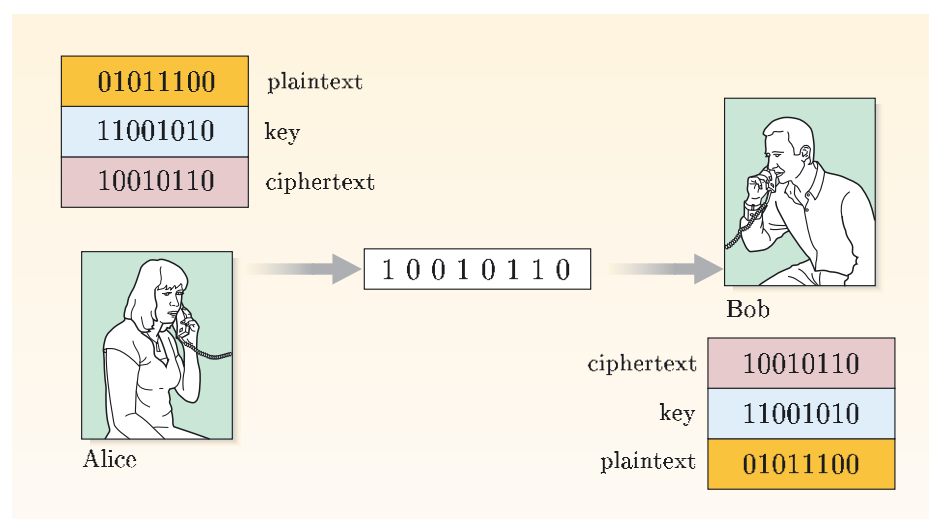 01011100 plaintext
11001010 key
10010110 ciphertext
1 0 0 1 0 1 1 0
Alice
Bob
ciphertext 10010110
key 11001010
plaintext 01011100